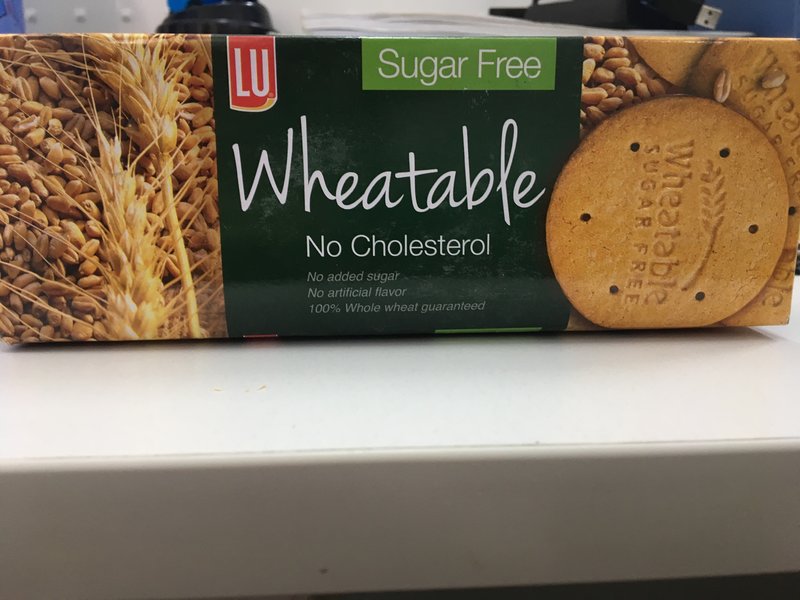 LU
Sugar Free
Wheatable
No Cholesterol
No added sugar
No artificial flavor
100% Whole wheat guaranteed
Wheatable
SUGAR FREE